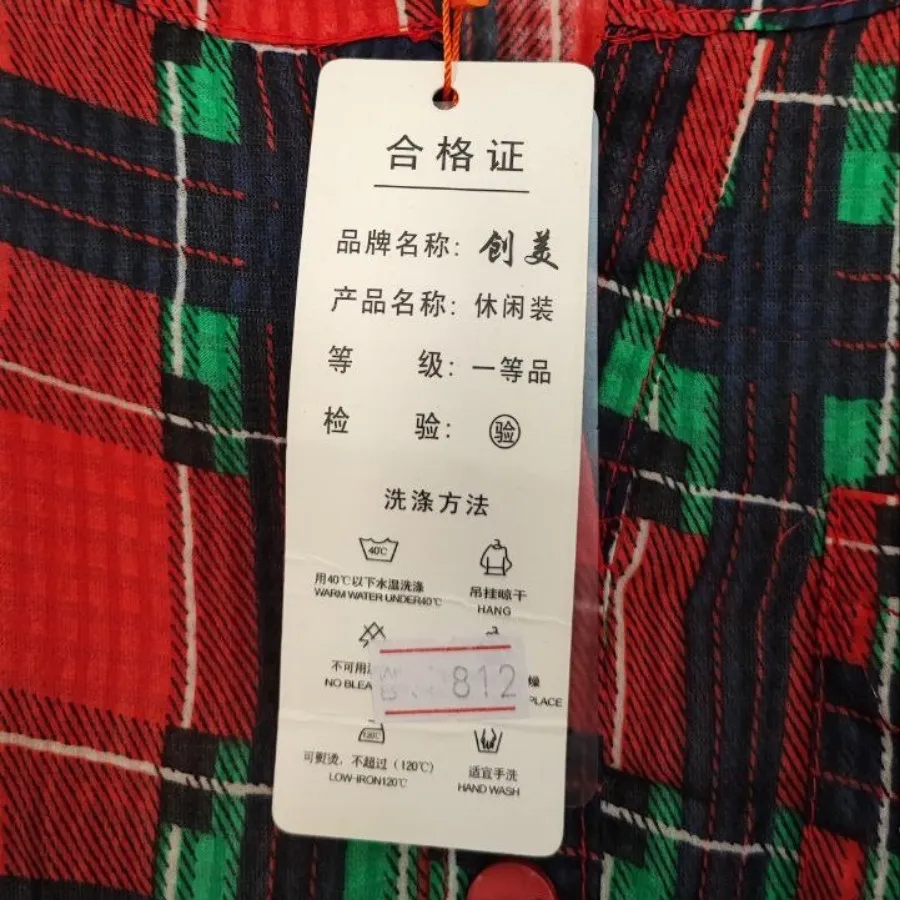 合格证
品牌名称: 创美
产品名称: 休闲装
等 级: 一等品
检 验: 验
洗涤方法
40℃
用40℃以下水温洗涤
WARM WATER UNDER40℃
吊挂晾干
HANG
不可用
NO BLEA
812
燥
PLACE
120℃
可熨烫，不超过（120℃）
LOW-IRON120℃
适宜手洗
HAND WASH